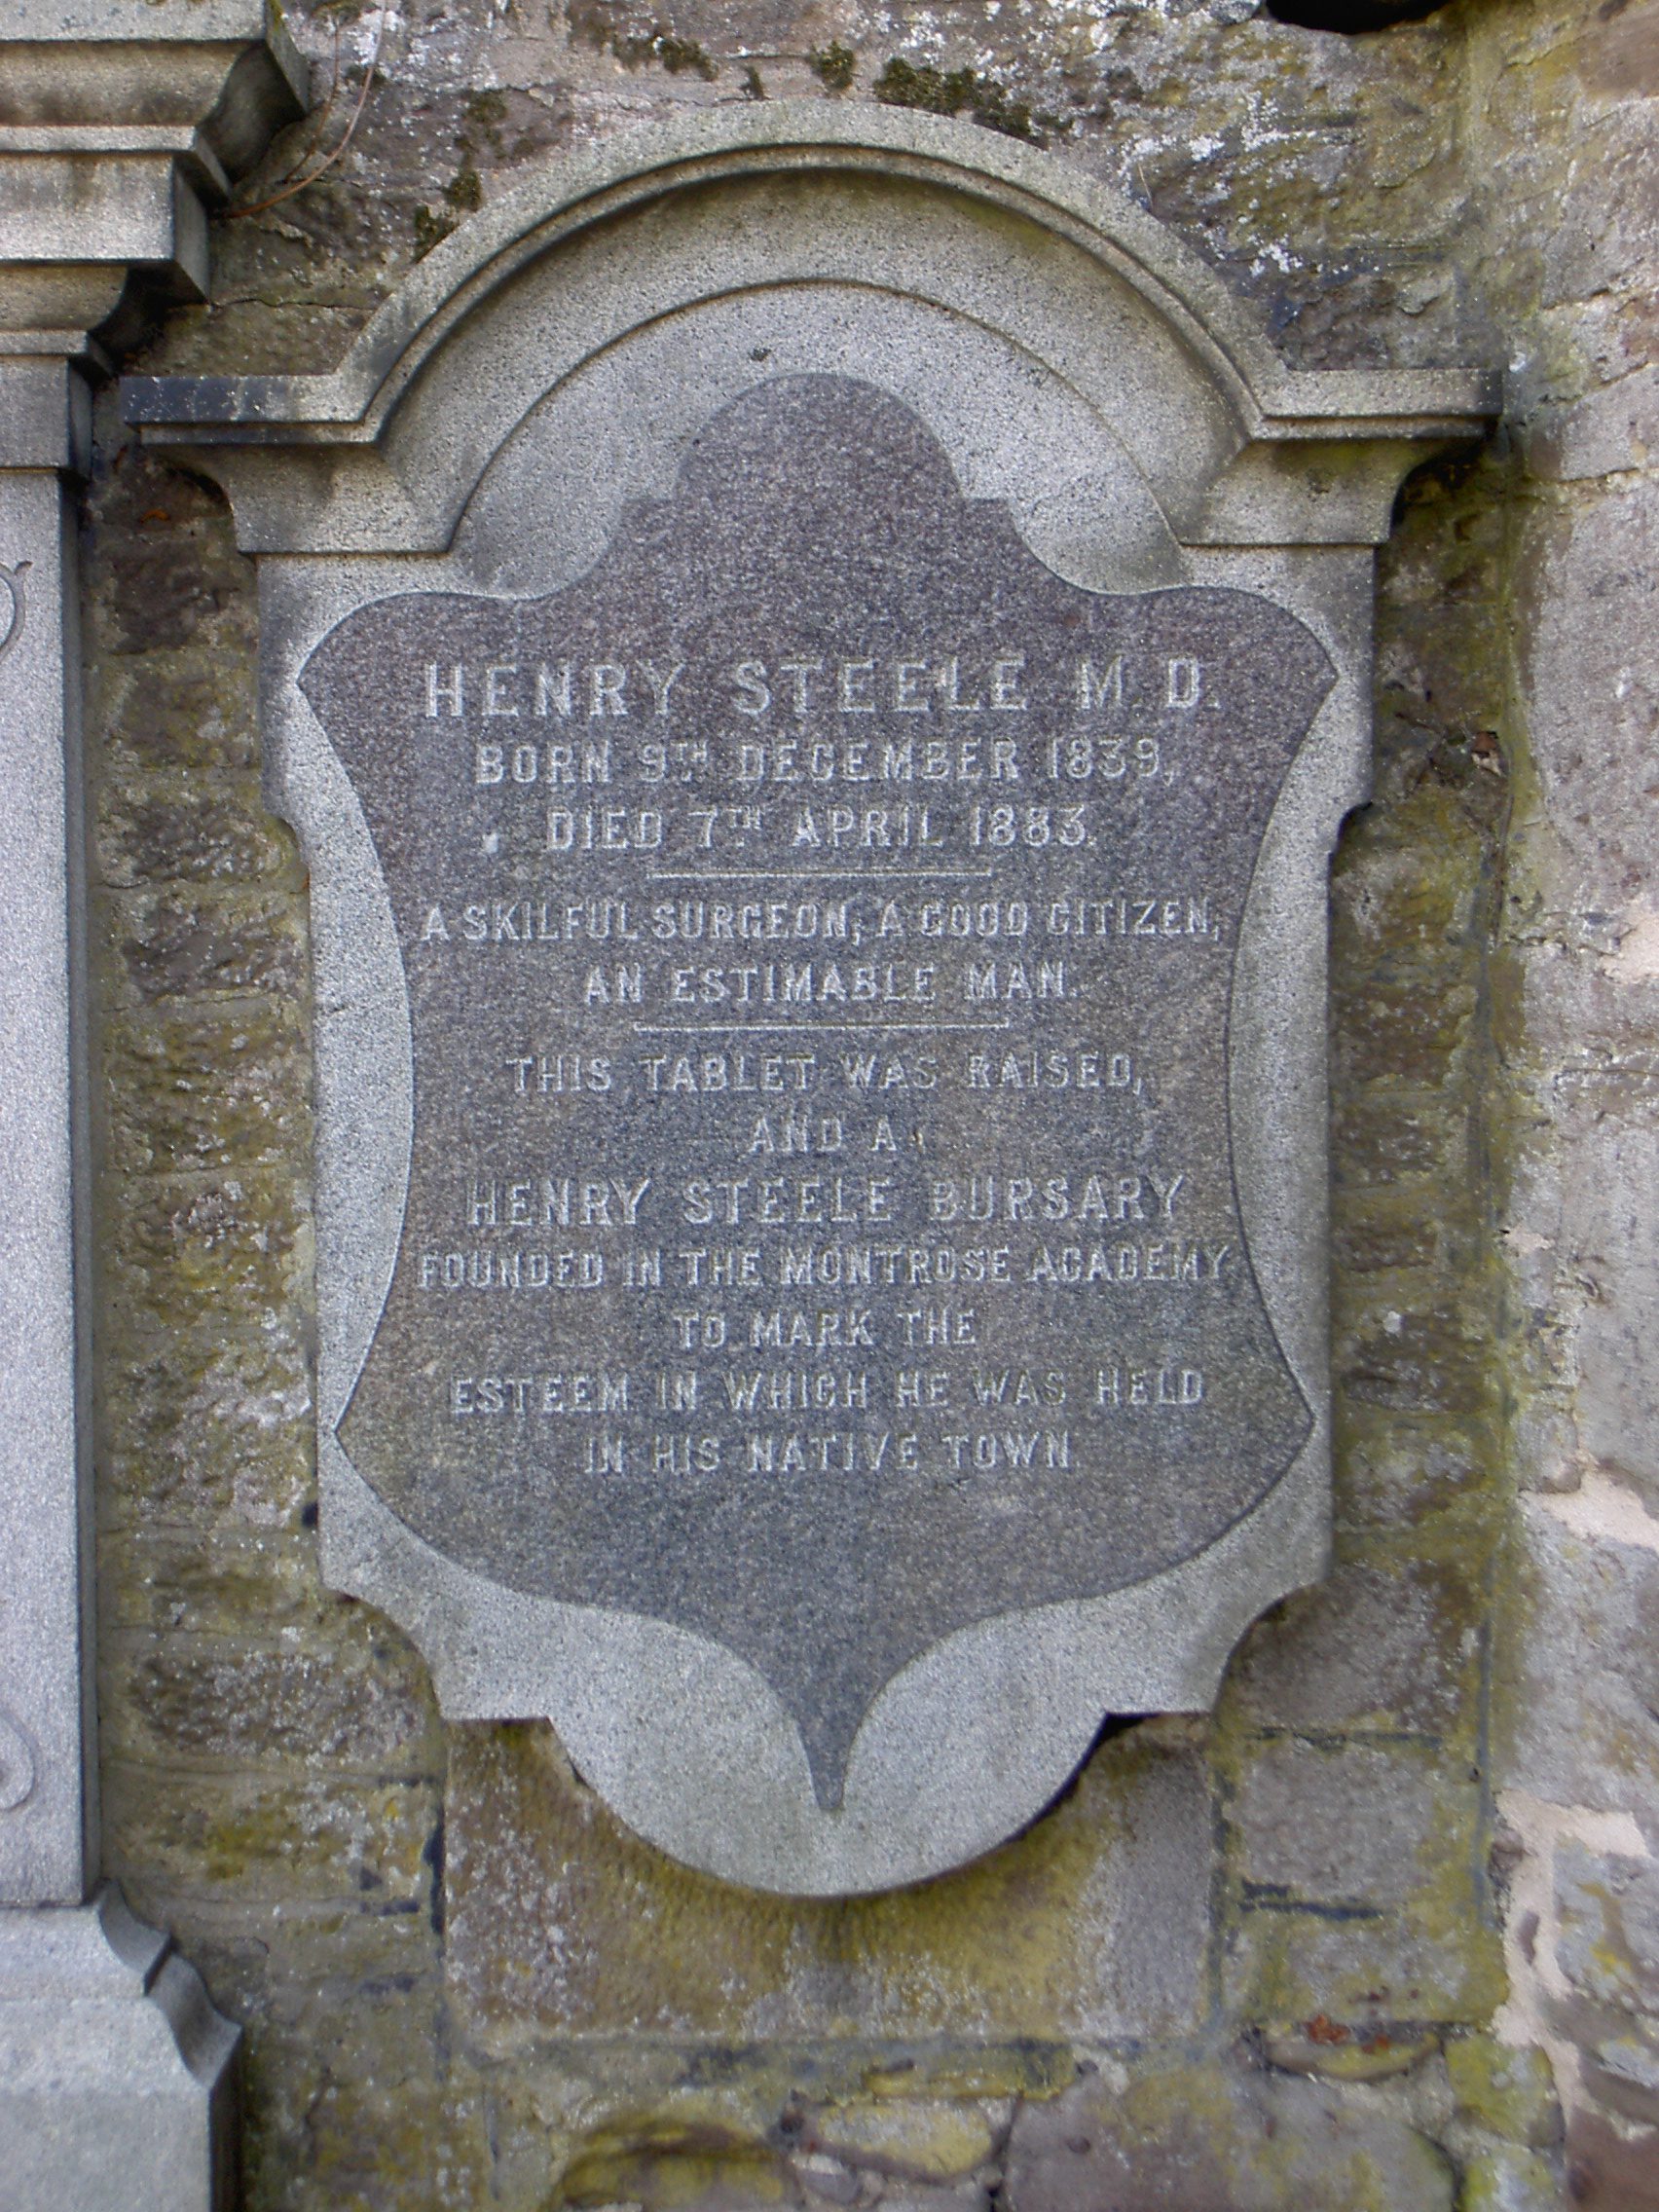 HENRY STEELE M.D.
BORN 9TH DECEMBER 1839,
DIED 7TH APRIL 1883.
A SKILFUL SURGEON, A GOOD CITIZEN,
AN ESTIMABLE MAN.
THIS TABLET WAS RAISED,
AND A
HENRY STEELE BURSARY
FOUNDED IN THE MONTROSE ACADEMY
TO MARK THE
ESTEEM IN WHICH HE WAS HELD
IN HIS NATIVE TOWN.